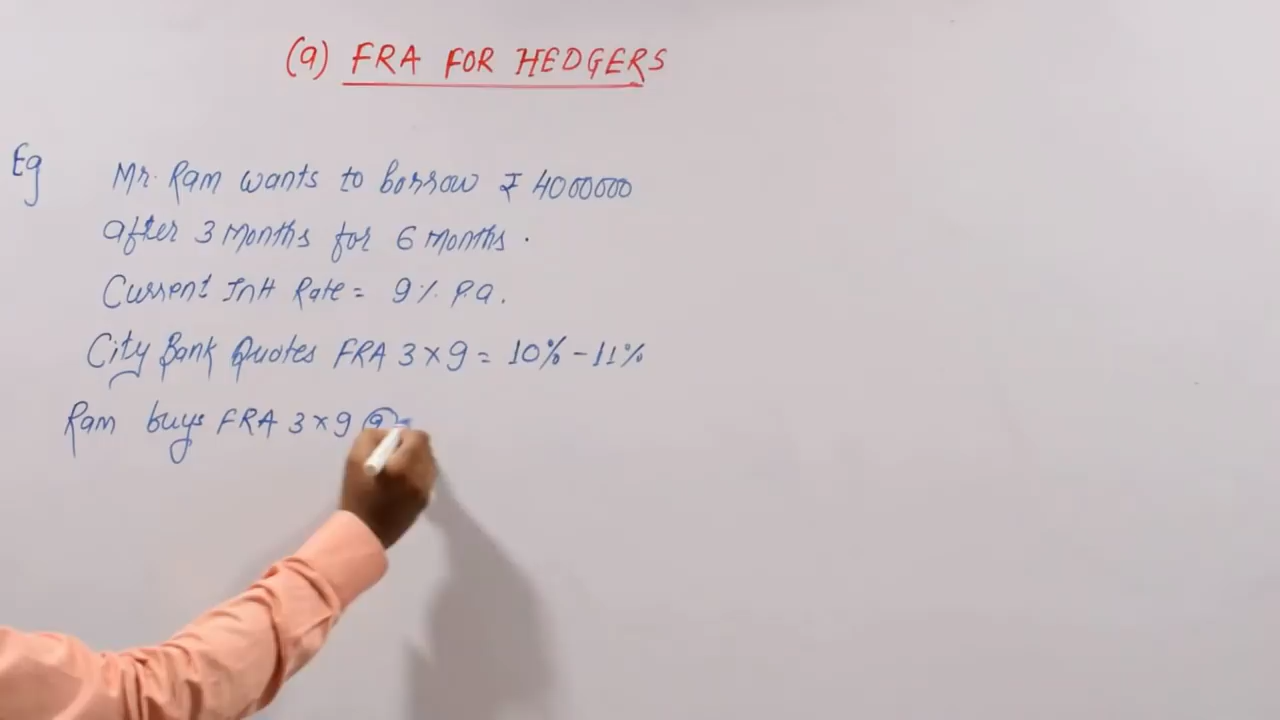 (a) FRA FOR HEDGERS
Eg Mr. Ram wants to borrow ₹ 4000000
after 3 months for 6 months.
Current Int Rate = 9% P.a.
City Bank Quotes FRA 3×9 = 10% - 11%
Ram buys FRA 3×9 @